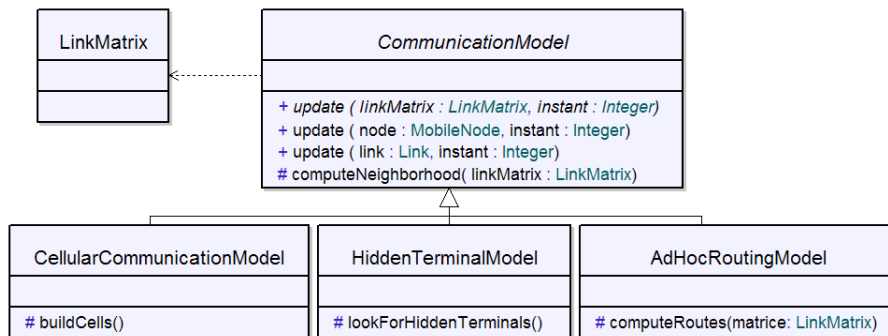 LinkMatrix
CommunicationModel
+ update ( linkMatrix : LinkMatrix, instant : Integer)
+ update ( node : MobileNode, instant : Integer)
+ update ( link : Link, instant : Integer)
# computeNeighborhood( linkMatrix : LinkMatrix)
CellularCommunicationModel
# buildCells()
HiddenTerminalModel
# lookForHiddenTerminals()
AdHocRoutingModel
# computeRoutes(matrice: LinkMatrix)